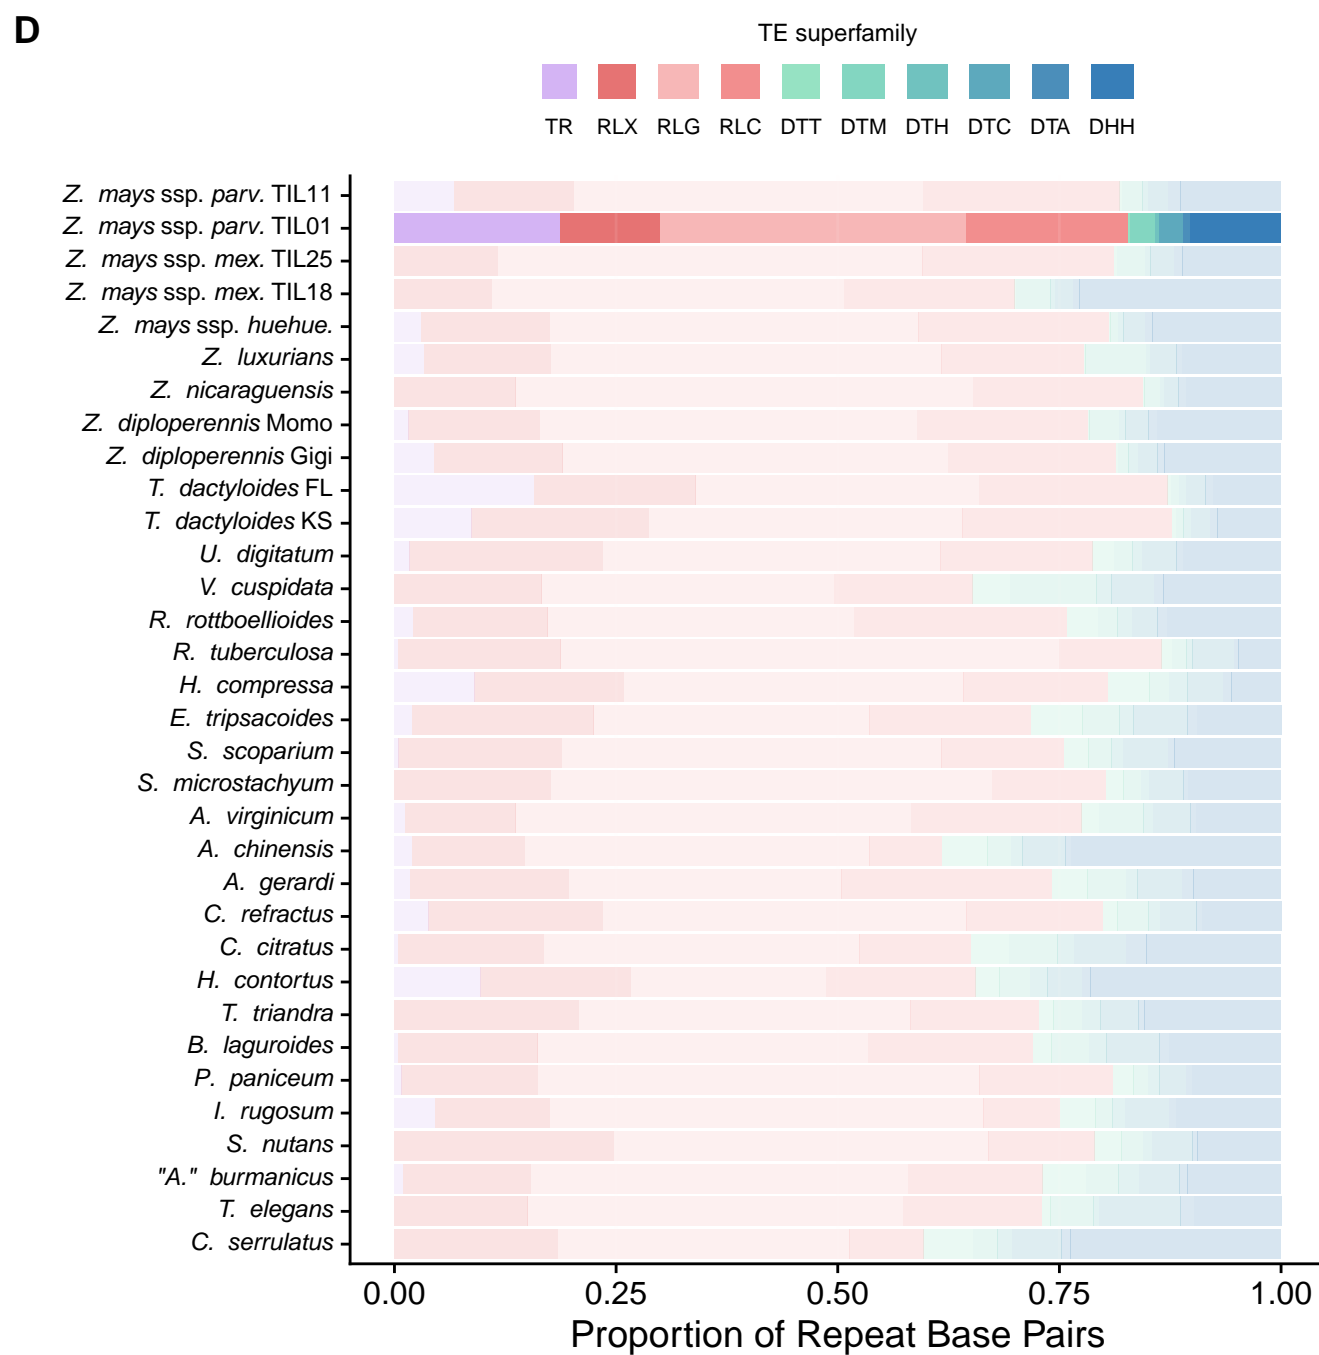 D
TE superfamily
TR RLX RLG RLC DTT DTM DTH DTC DTA DHH
Z. mays ssp. parv. TIL11
Z. mays ssp. parv. TIL01
Z. mays ssp. mex. TIL25
Z. mays ssp. mex. TIL18
Z. mays ssp. huehue.
Z. luxurians
Z. nicaraguensis
Z. diploperennis Momo
Z. diploperennis Gigi
T. dactyloides FL
T. dactyloides KS
U. digitatum
V. cuspidata
R. rottboellioides
R. tuberculosa
H. compressa
E. tripsacoides
S. scoparium
S. microstachyum
A. virginicum
A. chinensis
A. gerardi
C. refractus
C. citratus
H. contortus
T. triandra
B. laguroides
P. paniceum
I. rugosum
S. nutans
"A." burmanicus
T. elegans
C. serrulatus
0.00 0.25 0.50 0.75 1.00
Proportion of Repeat Base Pairs